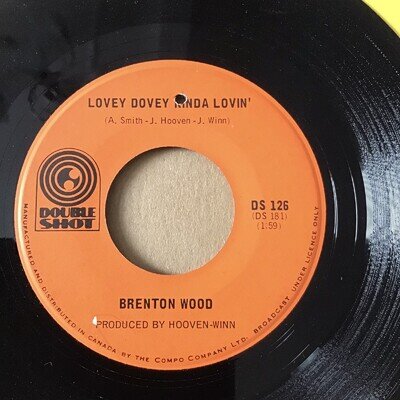 LOVEY DOVEY KINDA LOVIN'
(A. Smith - J. Hooven - J. Winn)
DOUBLE
SHOT
DS 126
(DS 181)
(1.59)
BRENTON WOOD
PRODUCED BY HOOVEN-WINN
MANUFACTURED AND DISTRIBUTED IN CANADA BY THE COMPO COMPANY LTD. BROADCAST UNDER LICENCE ONLY